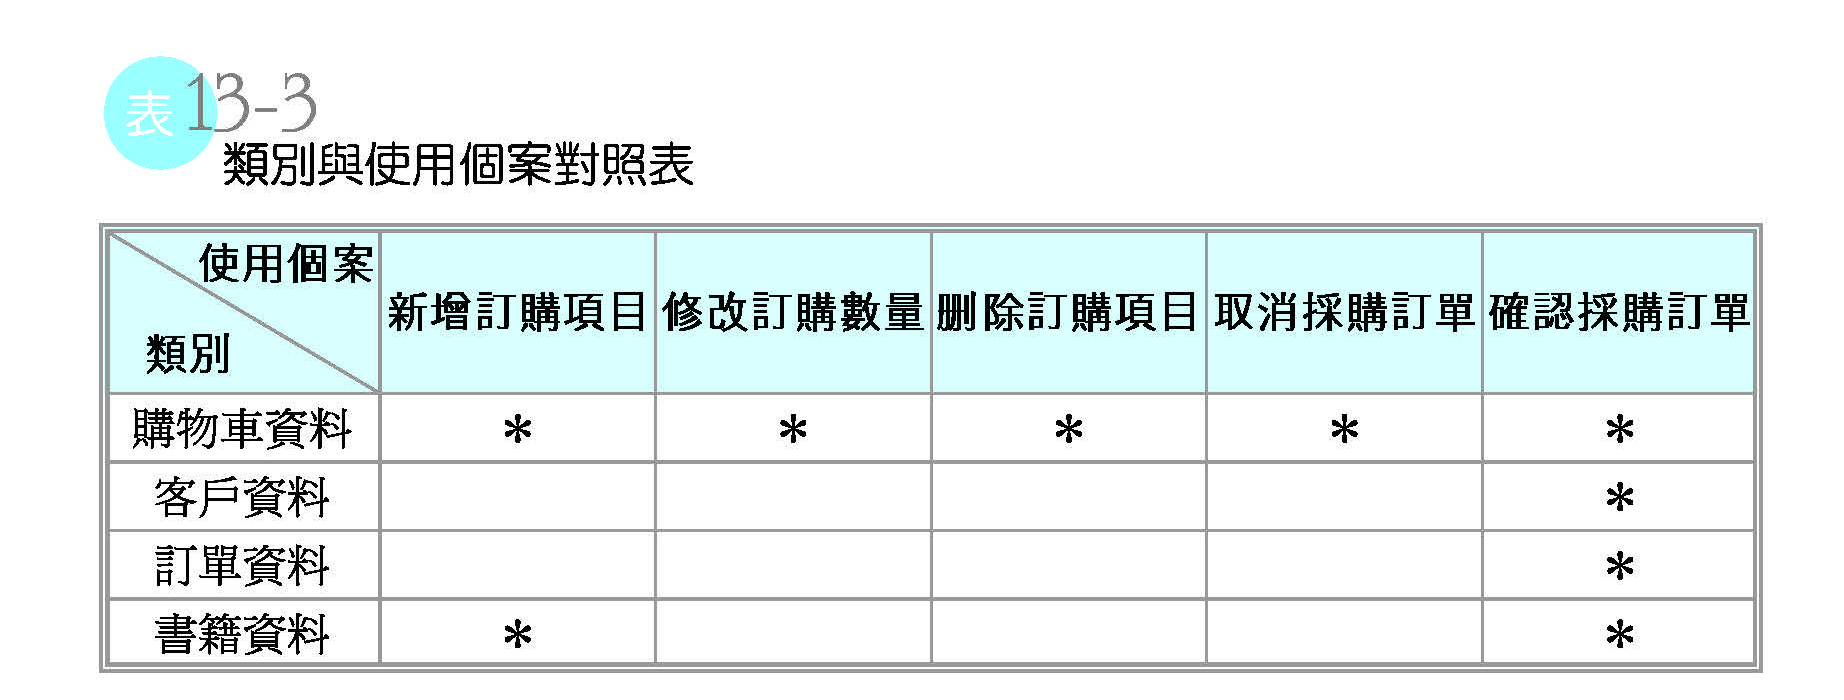 表13-3
類別與使用個案對照表
使用個案
類別
新增訂購項目 修改訂購數量 刪除訂購項目 取消採購訂單 確認採購訂單
購物車資料 * * * * *
客戶資料 *
訂單資料 *
書籍資料 * *